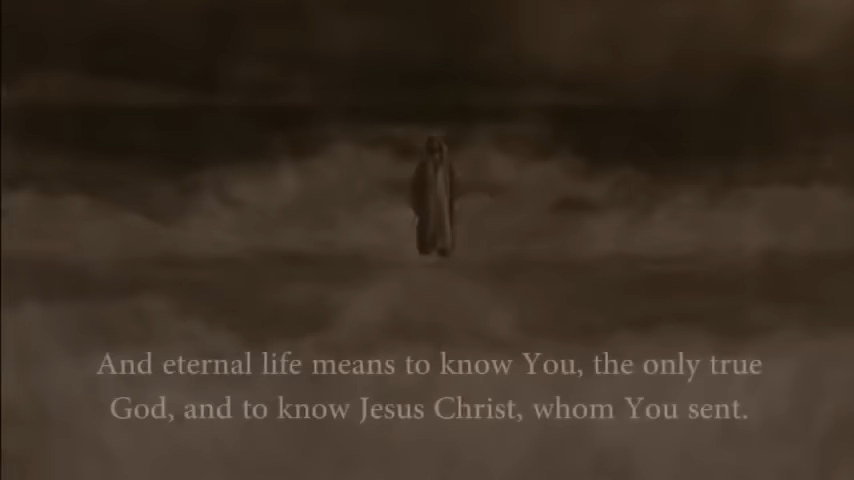 And eternal life means to know You, the only true
God, and to know Jesus Christ, whom You sent.